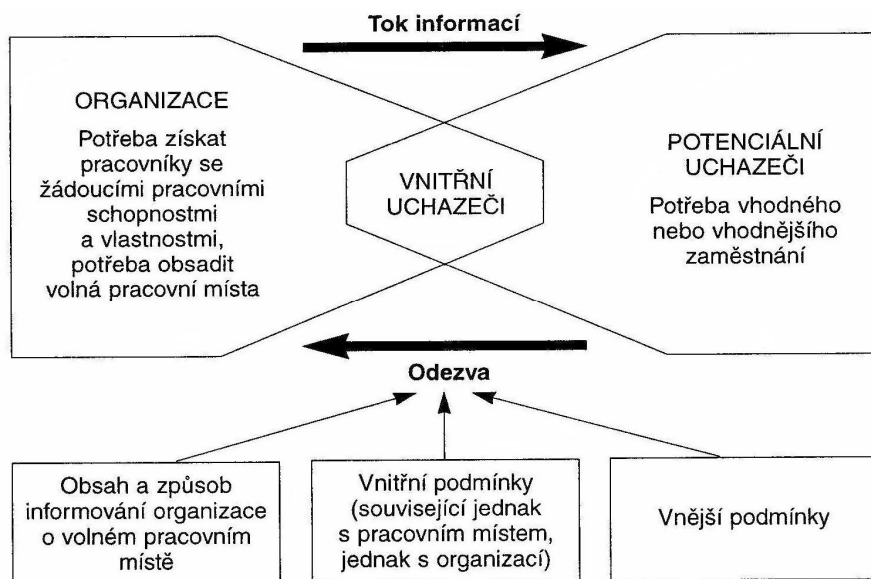 Tok informací
ORGANIZACE
Potřeba získat
pracovníky se
žádoucími pracovními
schopnostmi
a vlastnostmi,
potřeba obsadit
volná pracovní místa
VNITŘNÍ
UCHAZEČI
POTENCIÁLNÍ
UCHAZEČI
Potřeba vhodného
nebo vhodnějšího
zaměstnání
Odezva
Obsah a způsob
informování organizace
o volném pracovním
místě
Vnitřní podmínky
(související jednak
s pracovním místem,
jednak s organizací)
Vnější podmínky